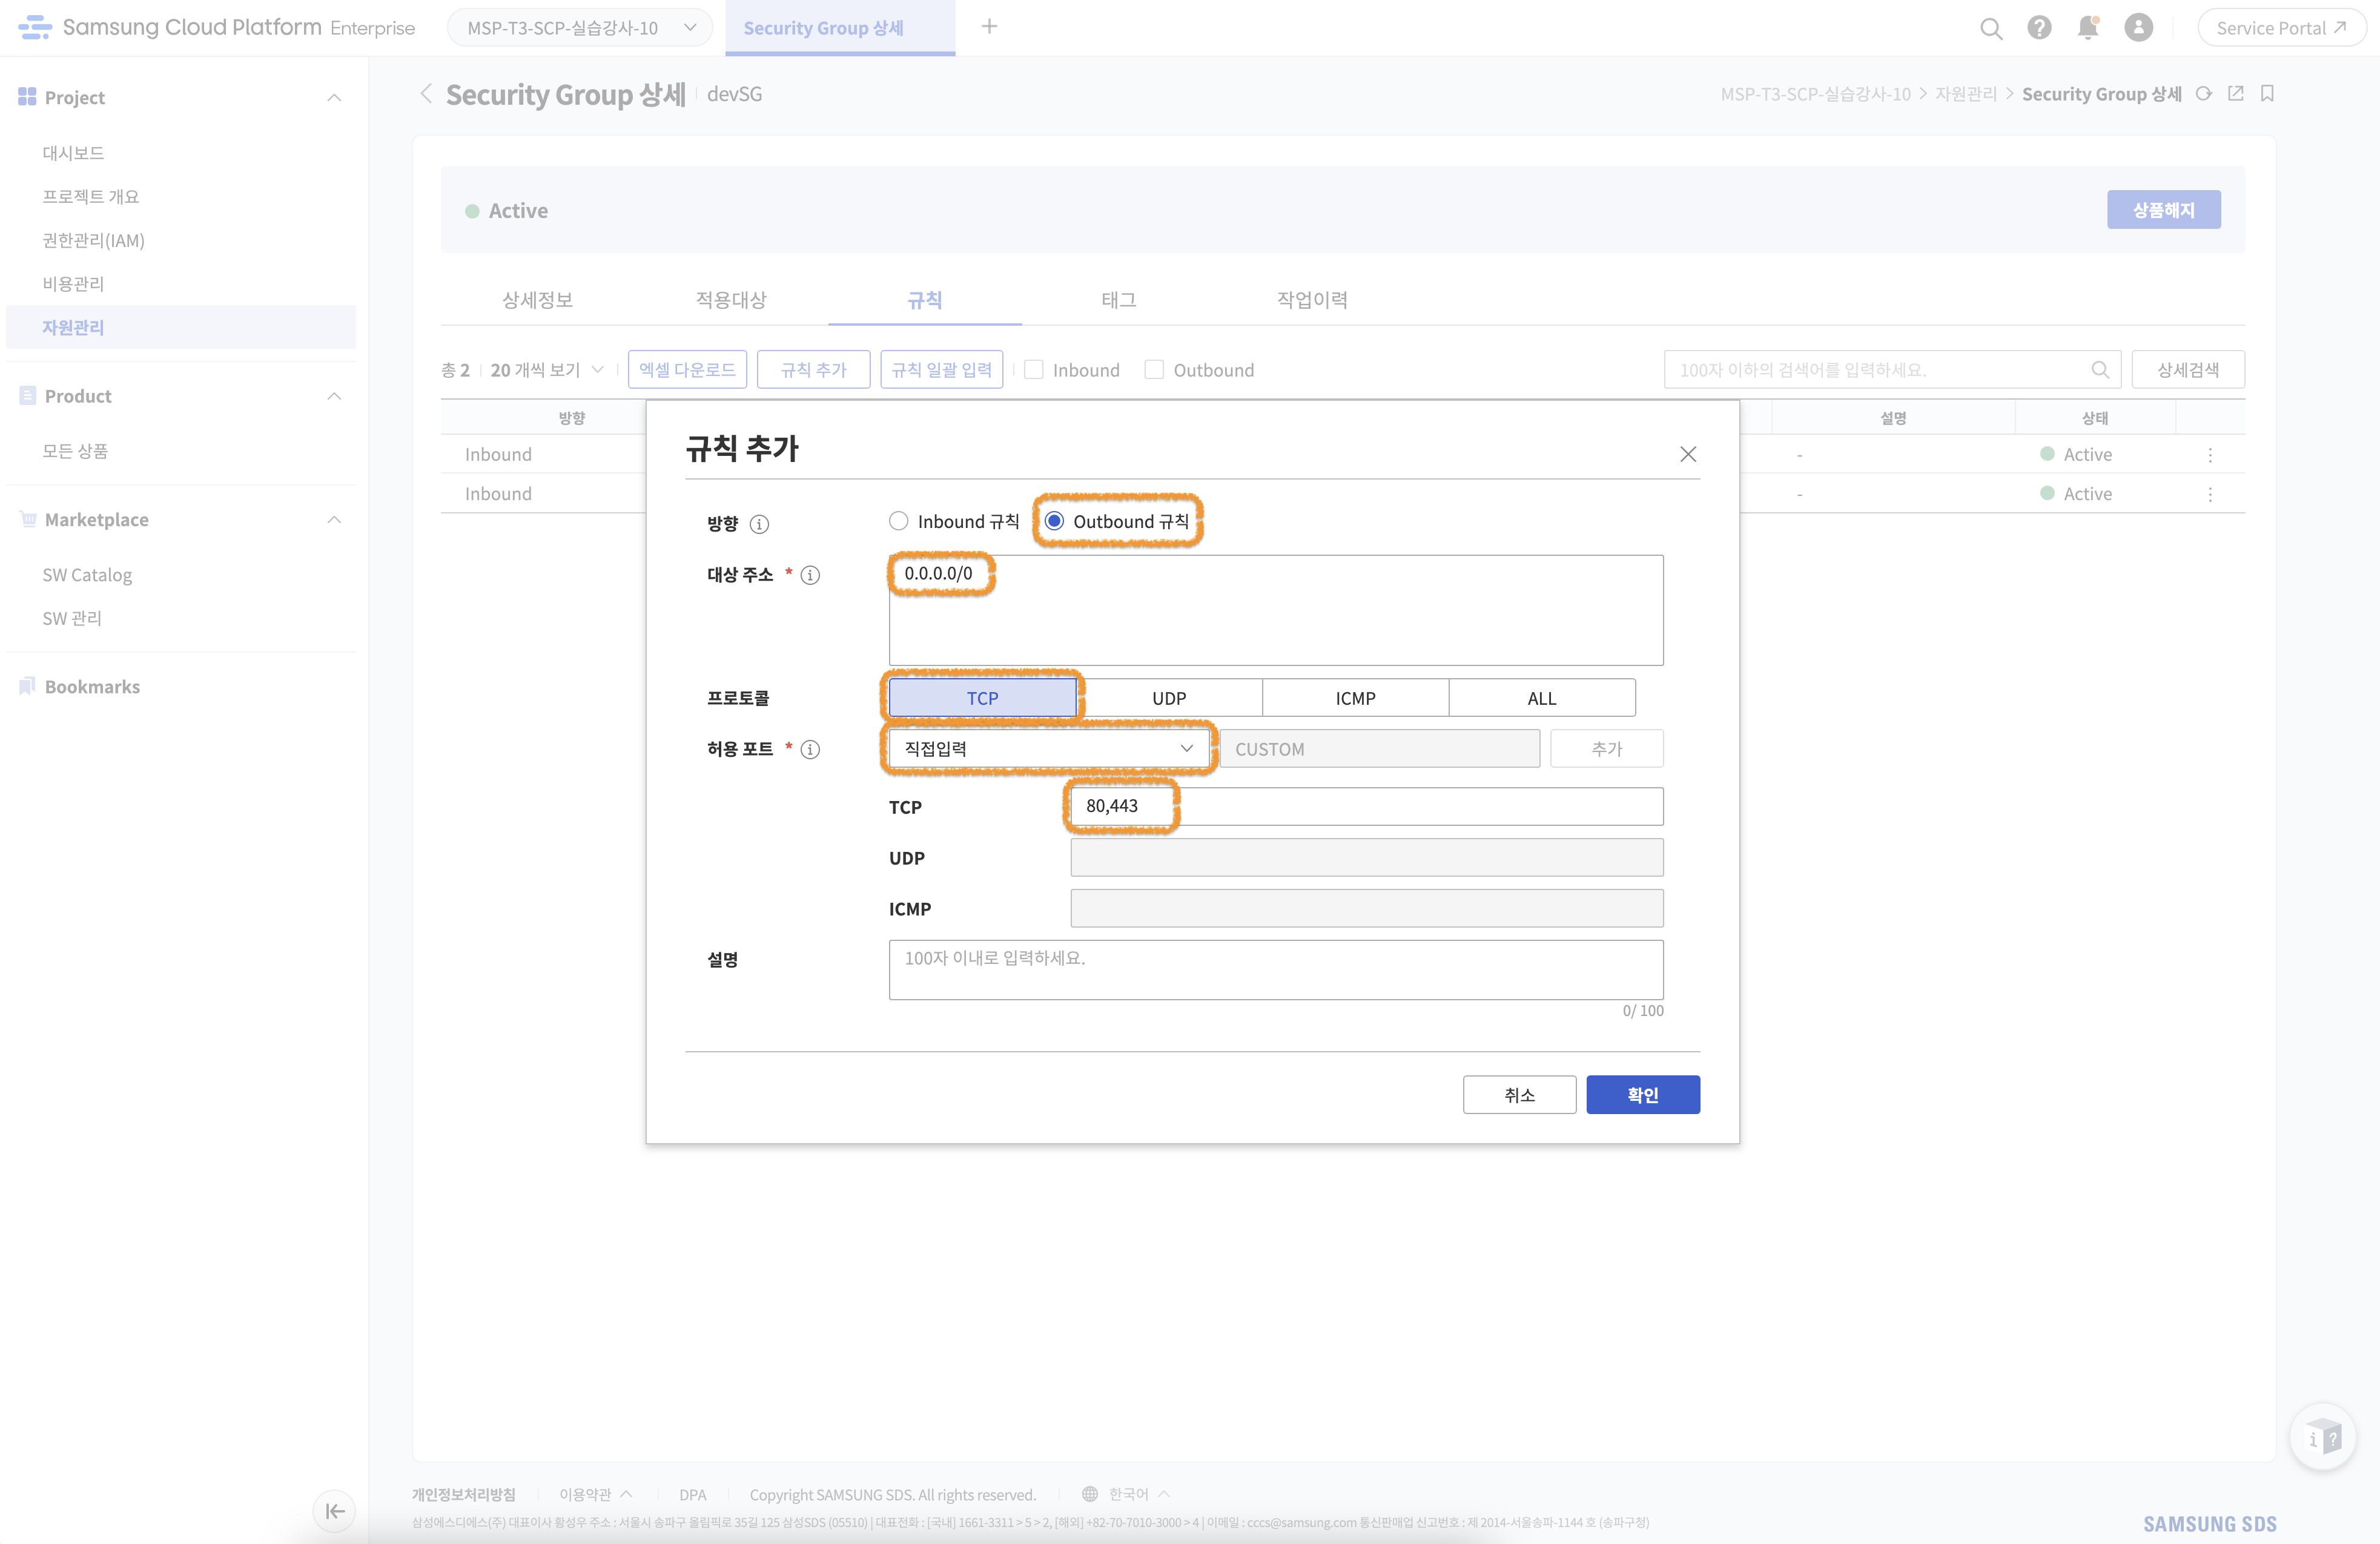 Samsung Cloud Platform Enterprise
MSP-T3-SCP-실습강사-10
Security Group 상세
Service Portal
Project
대시보드
프로젝트 개요
권한관리(IAM)
비용관리
자원관리
Product
모든 상품
Marketplace
SW Catalog
SW 관리
Bookmarks
Security Group 상세 devSG
MSP-T3-SCP-실습강사-10 > 자원관리 > Security Group 상세
Active
상품해지
상세정보 적용대상 규칙 태그 작업이력
총 2 20 개씩 보기 엑셀 다운로드 규칙 추가 규칙 일괄 입력 Inbound Outbound 100자 이하의 검색어를 입력하세요. 상세검색
방향 설명 상태
Inbound - Active
Inbound - Active
규칙 추가
방향 Inbound 규칙 Outbound 규칙
대상 주소 * 0.0.0.0/0
프로토콜 TCP UDP ICMP ALL
허용 포트 * 직접입력 CUSTOM 추가
TCP 80,443
UDP
ICMP
설명 100자 이내로 입력하세요.
0/ 100
취소 확인
개인정보처리방침 이용약관 DPA Copyright SAMSUNG SDS. All rights reserved. 한국어
삼성에스디에스(주) 대표이사 황성우 주소 : 서울시 송파구 올림픽로 35길 125 삼성SDS (05510) | 대표전화 : [국내] 1661-3311 > 5 > 2, [해외] +82-70-7010-3000 > 4 | 이메일 : cccs@samsung.com 통신판매업 신고번호 : 제 2014-서울송파-1144 호 (송파구청)
SAMSUNG SDS